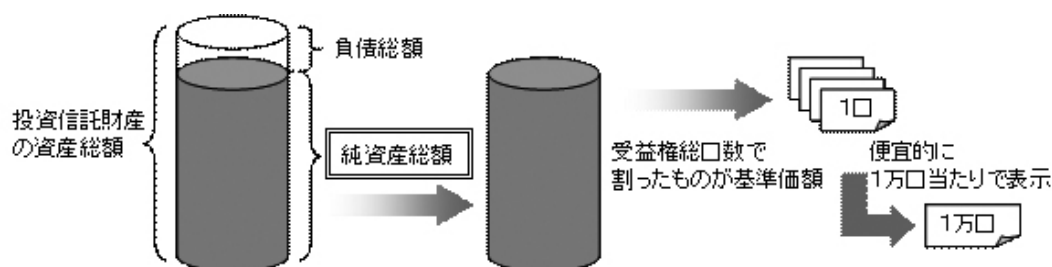 負債総額
投資信託財産
の資産総額
純資産総額
受益権総口数で
割ったものが基準価額
1口
便宜的に
1万口当たりで表示
1万口